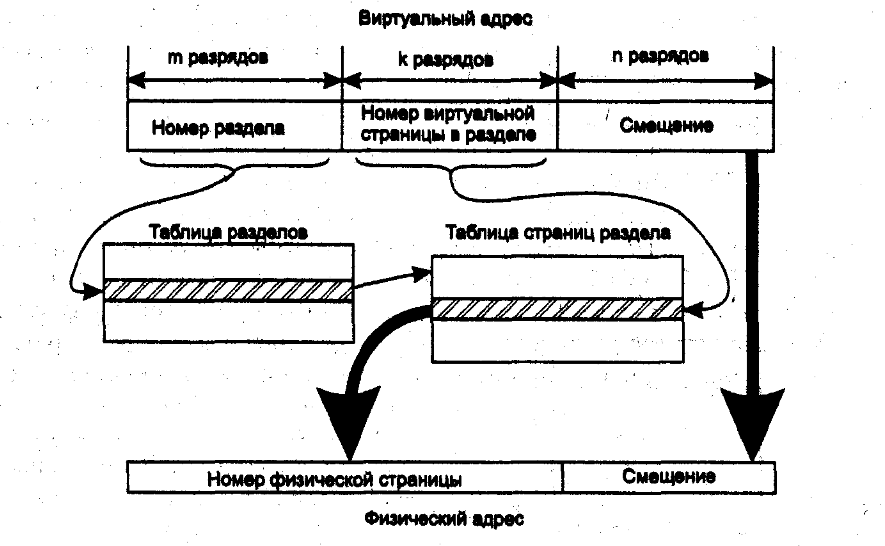 Виртуальный адрес
m разрядов
k разрядов
n разрядов
Номер раздела
Номер виртуальной
страницы в разделе
Смещение
Таблица разделов
Таблица страниц раздела
Номер физической страницы
Смещение
Физический адрес